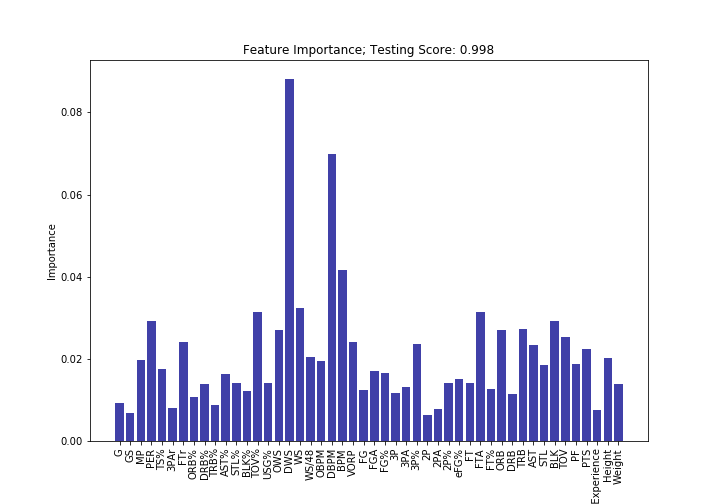 Feature Importance; Testing Score: 0.998
Importance
0.08
0.06
0.04
0.02
0.00
G
GS
MP
PER
TS%
3PAr
FTr
ORB%
DRB%
TRB%
AST%
STL%
BLK%
TOV%
USG%
OWS
DWS
WS
WS/48
OBPM
DBPM
BPM
VORP
FG
FGA
FG%
3P
3PA
3P%
2P
2PA
2P%
eFG%
FT
FTA
FT%
ORB
DRB
TRB
AST
STL
BLK
TOV
PF
PTS
Experience
Height
Weight